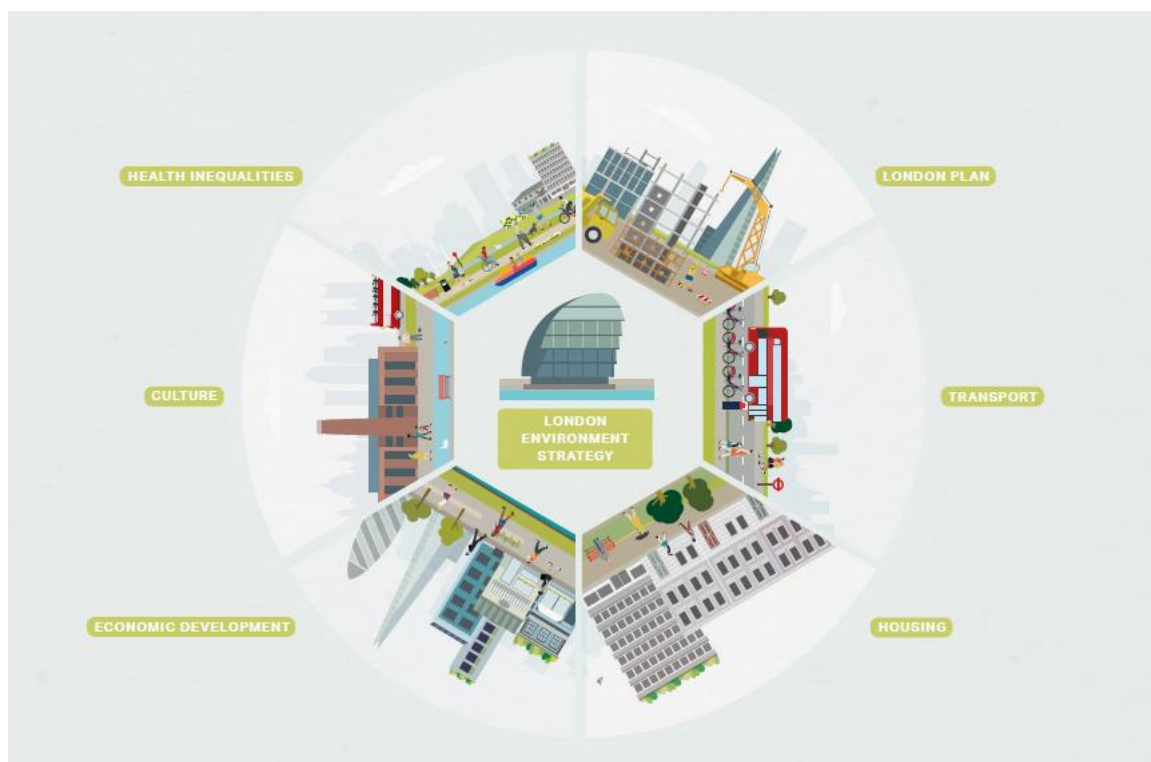 HEALTH INEQUALITIES
LONDON PLAN
CULTURE
TRANSPORT
LONDON
ENVIRONMENT
STRATEGY
ECONOMIC DEVELOPMENT
HOUSING